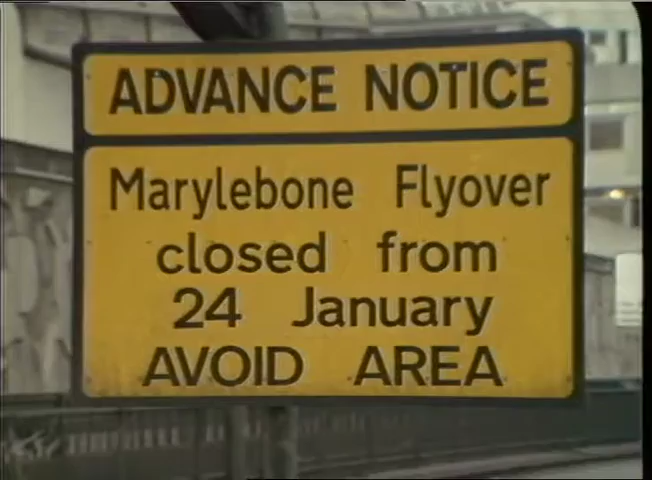 ADVANCE NOTICE
Marylebone Flyover
closed from
24 January
AVOID AREA